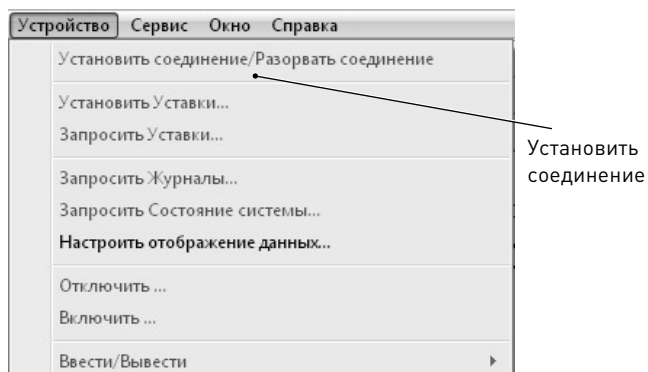 Устройство Сервис Окно Справка
Установить соединение/Разорвать соединение
Установить Уставки...
Запросить Уставки...
Запросить Журналы...
Запросить Состояние системы...
Настроить отображение данных...
Отключить ...
Включить ...
Ввести/Вывести
Установить
соединение